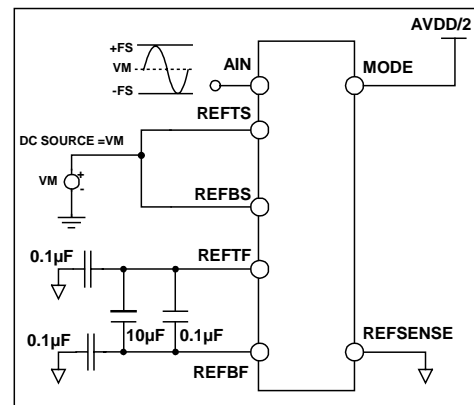 AVDD/2
+FS
VM
-FS
AIN
MODE
REFTS
DC SOURCE =VM
VM
+
-
REFBS
0.1µF
REFTF
10µF
0.1µF
0.1µF
REFBF
REFSENSE